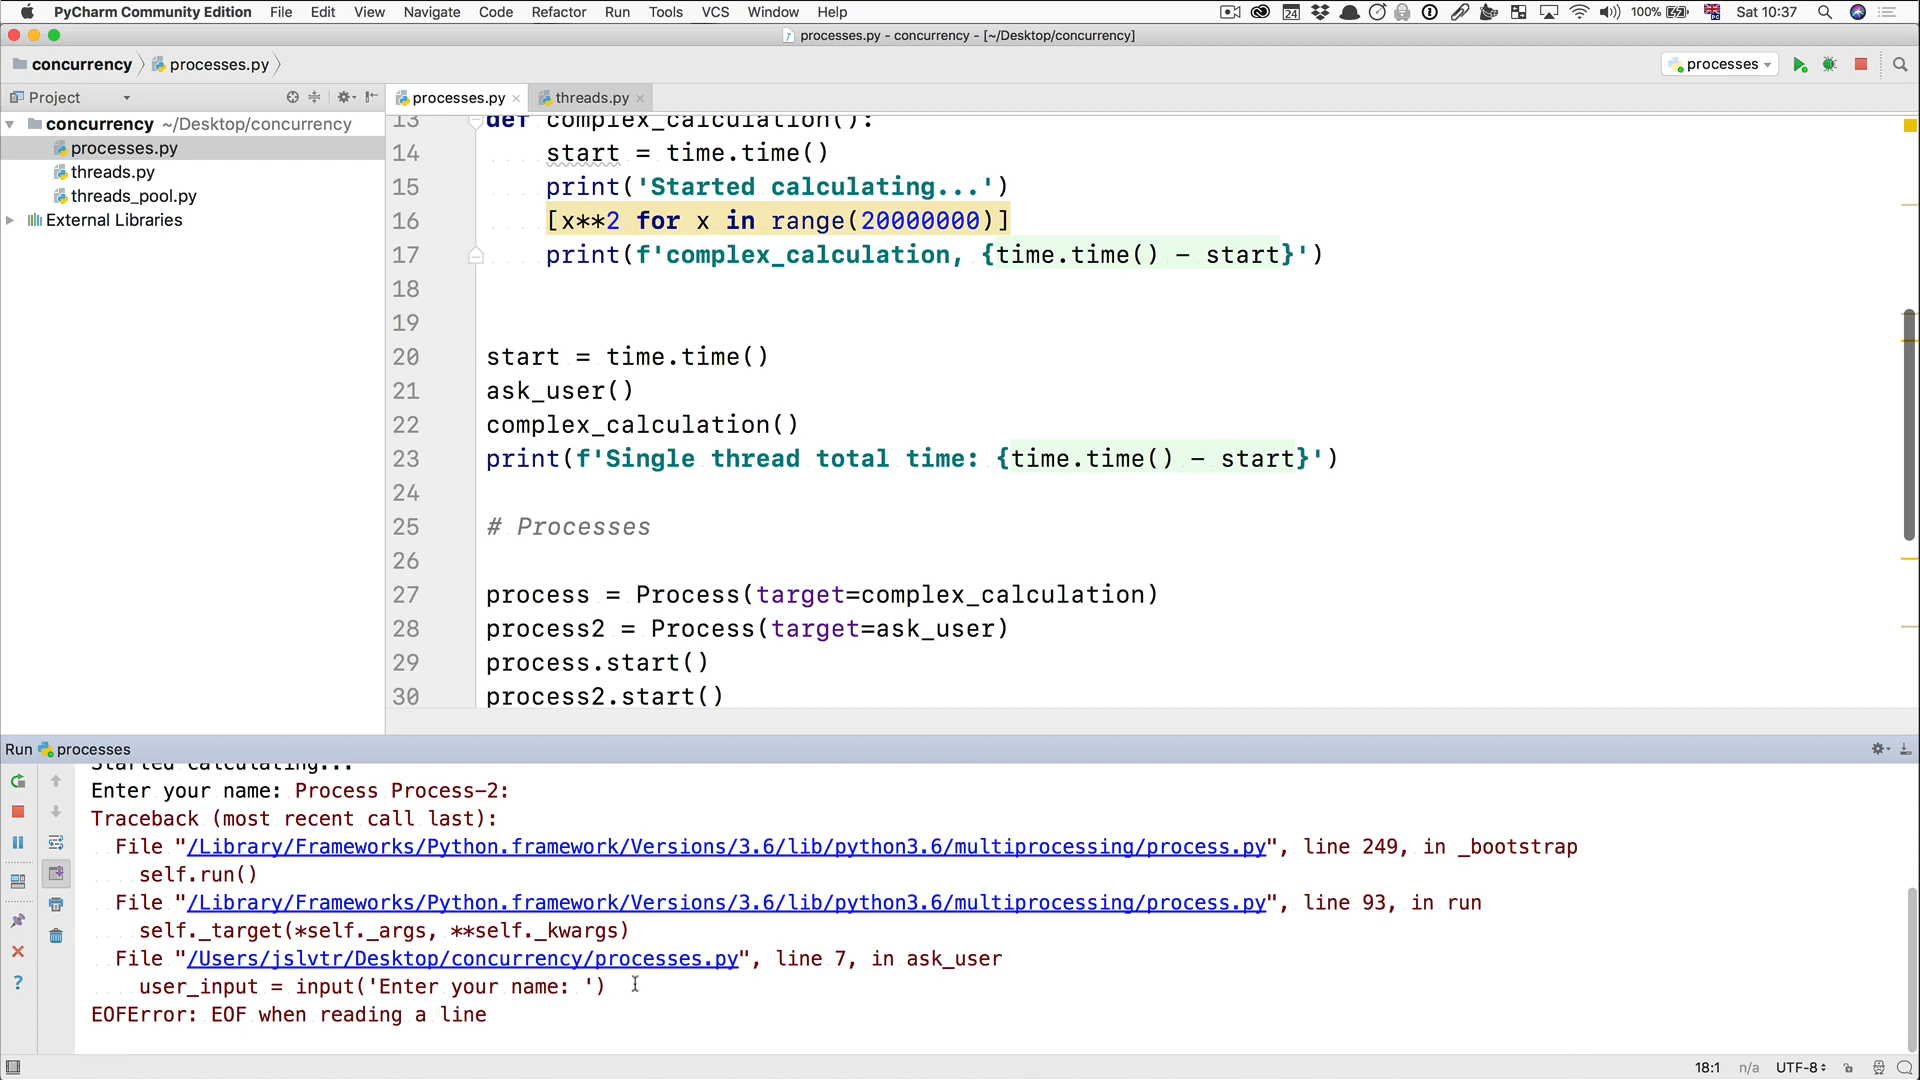 PyCharm Community Edition File Edit View Navigate Code Refactor Run Tools VCS Window Help 24 100% Sat 10:37
processes.py - concurrency - [~/Desktop/concurrency]
concurrency processes.py processes
Project processes.py threads.py
concurrency ~/Desktop/concurrency
processes.py
threads.py
threads_pool.py
External Libraries
13 def complex_calculation():
14 start = time.time()
15 print('Started calculating...')
16 [x**2 for x in range(20000000)]
17 print(f'complex_calculation, {time.time() - start}')
18
19
20 start = time.time()
21 ask_user()
22 complex_calculation()
23 print(f'Single thread total time: {time.time() - start}')
24
25 # Processes
26
27 process = Process(target=complex_calculation)
28 process2 = Process(target=ask_user)
29 process.start()
30 process2.start()
Run processes
Started calculating...
Enter your name: Process Process-2:
Traceback (most recent call last):
File "/Library/Frameworks/Python.framework/Versions/3.6/lib/python3.6/multiprocessing/process.py", line 249, in _bootstrap
self.run()
File "/Library/Frameworks/Python.framework/Versions/3.6/lib/python3.6/multiprocessing/process.py", line 93, in run
self._target(*self._args, **self._kwargs)
File "/Users/jslvtr/Desktop/concurrency/processes.py", line 7, in ask_user
user_input = input('Enter your name: ')
EOFError: EOF when reading a line
18:1 n/a UTF-8